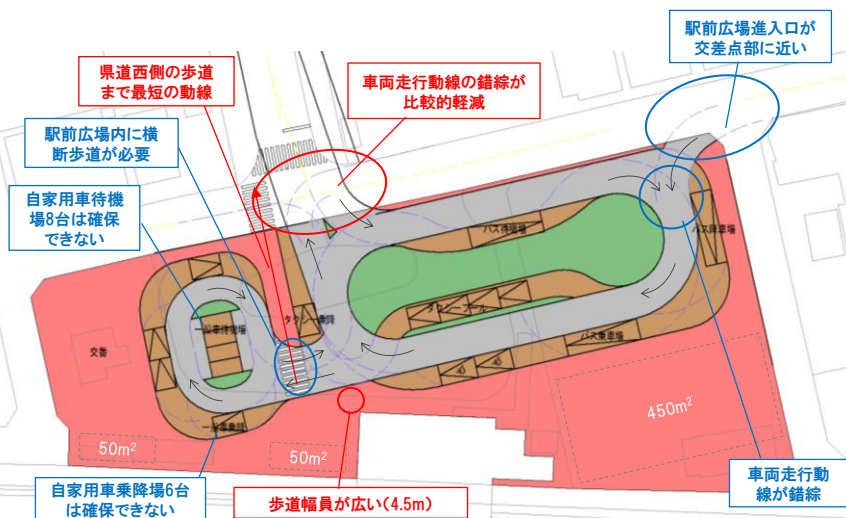 駅前広場進入口が
交差点部に近い
県道西側の歩道
まで最短の動線
車両走行動線の錯綜が
比較的軽減
駅前広場内に横
断歩道が必要
自家用車待機
場8台は確保
できない
バス待機場
バス降車場
タクシープール
タクシー乗降
一般車待機場
バス乗車場
交番
一般車乗降
450m²
50m²
50m²
自家用車乗降場6台
は確保できない
歩道幅員が広い(4.5m)
車両走行動
線が錯綜